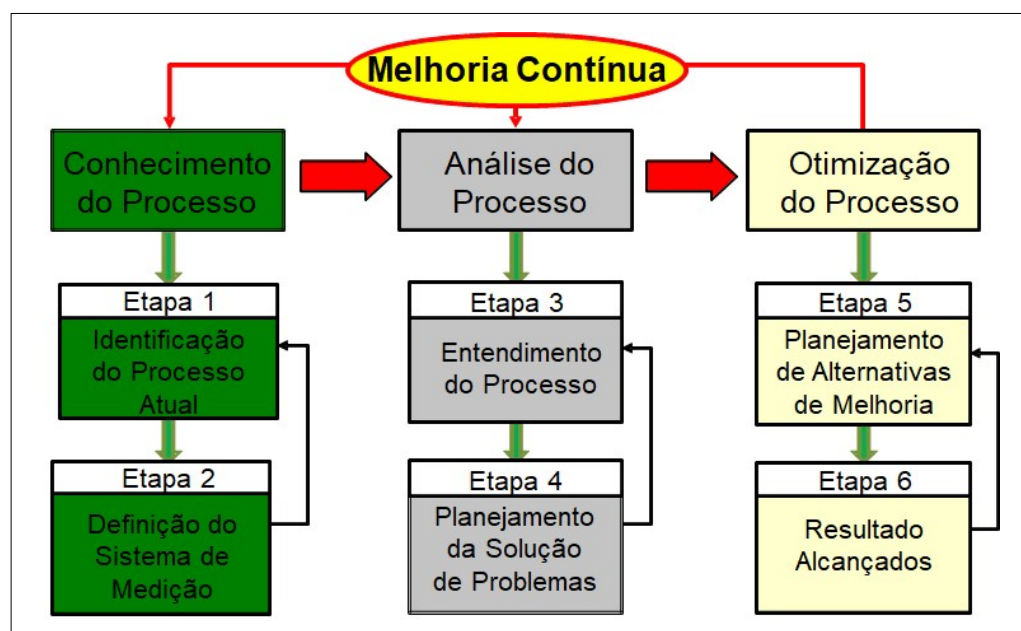 Melhoria Contínua
Conhecimento
do Processo
Análise do
Processo
Otimização
do Processo
Etapa 1
Identificação
do Processo
Atual
Etapa 2
Definição do
Sistema de
Medição
Etapa 3
Entendimento
do Processo
Etapa 4
Planejamento
da Solução
de Problemas
Etapa 5
Planejamento
de Alternativas
de Melhoria
Etapa 6
Resultado
Alcançados